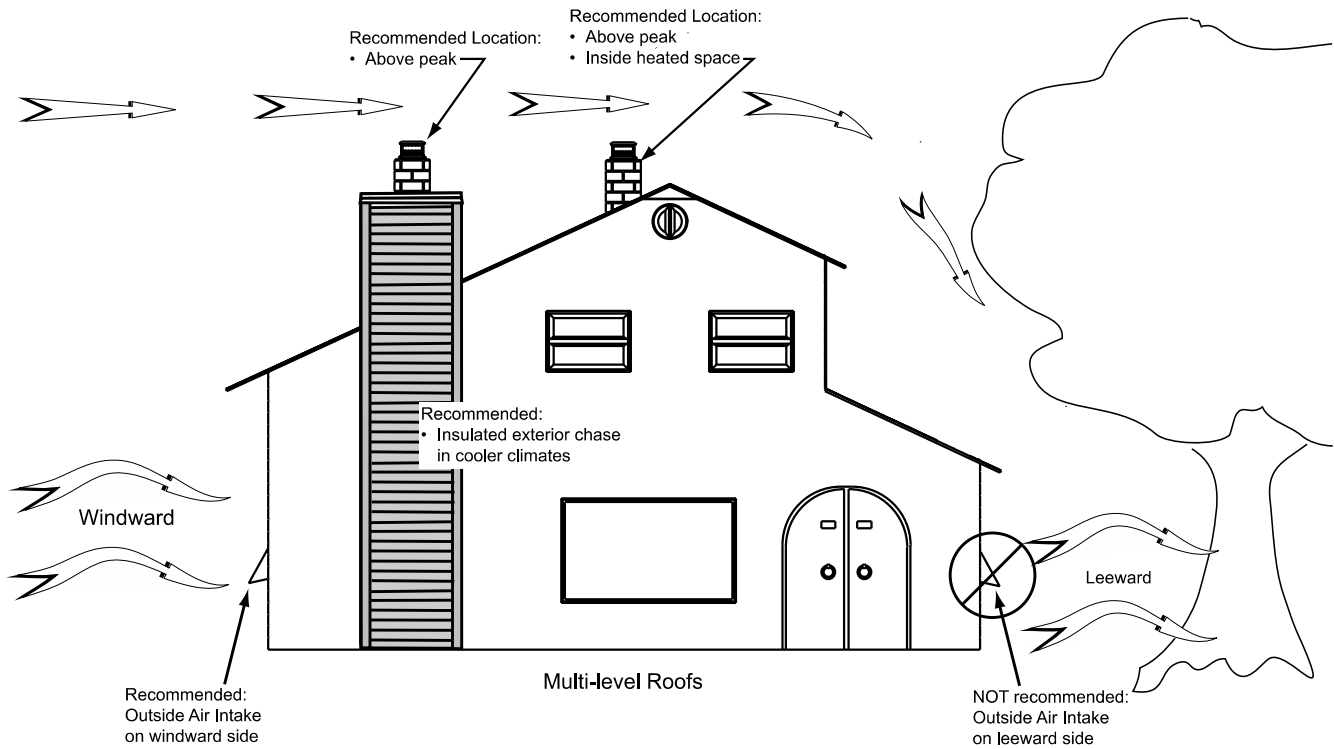 Recommended Location:
• Above peak
Recommended Location:
• Above peak
• Inside heated space
Recommended:
• Insulated exterior chase
in cooler climates
Windward
Leeward
Multi-level Roofs
Recommended:
Outside Air Intake
on windward side
NOT recommended:
Outside Air Intake
on leeward side